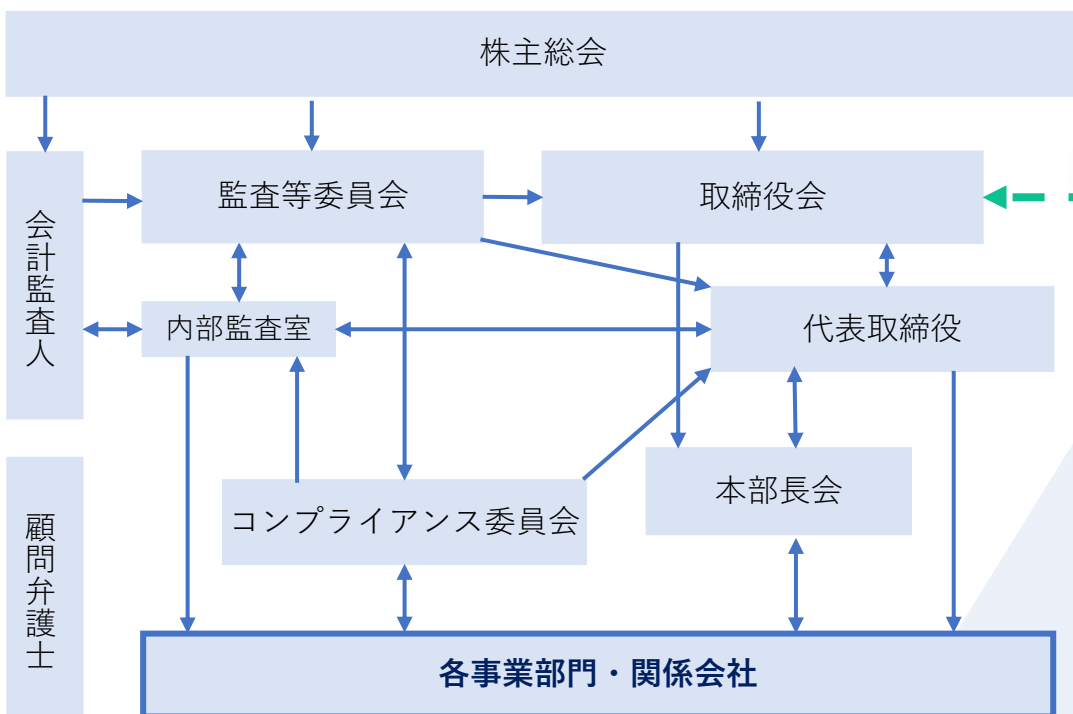 株主総会
監査等委員会
取締役会
会計監査人
内部監査室
代表取締役
本部長会
コンプライアンス委員会
顧問弁護士
各事業部門・関係会社